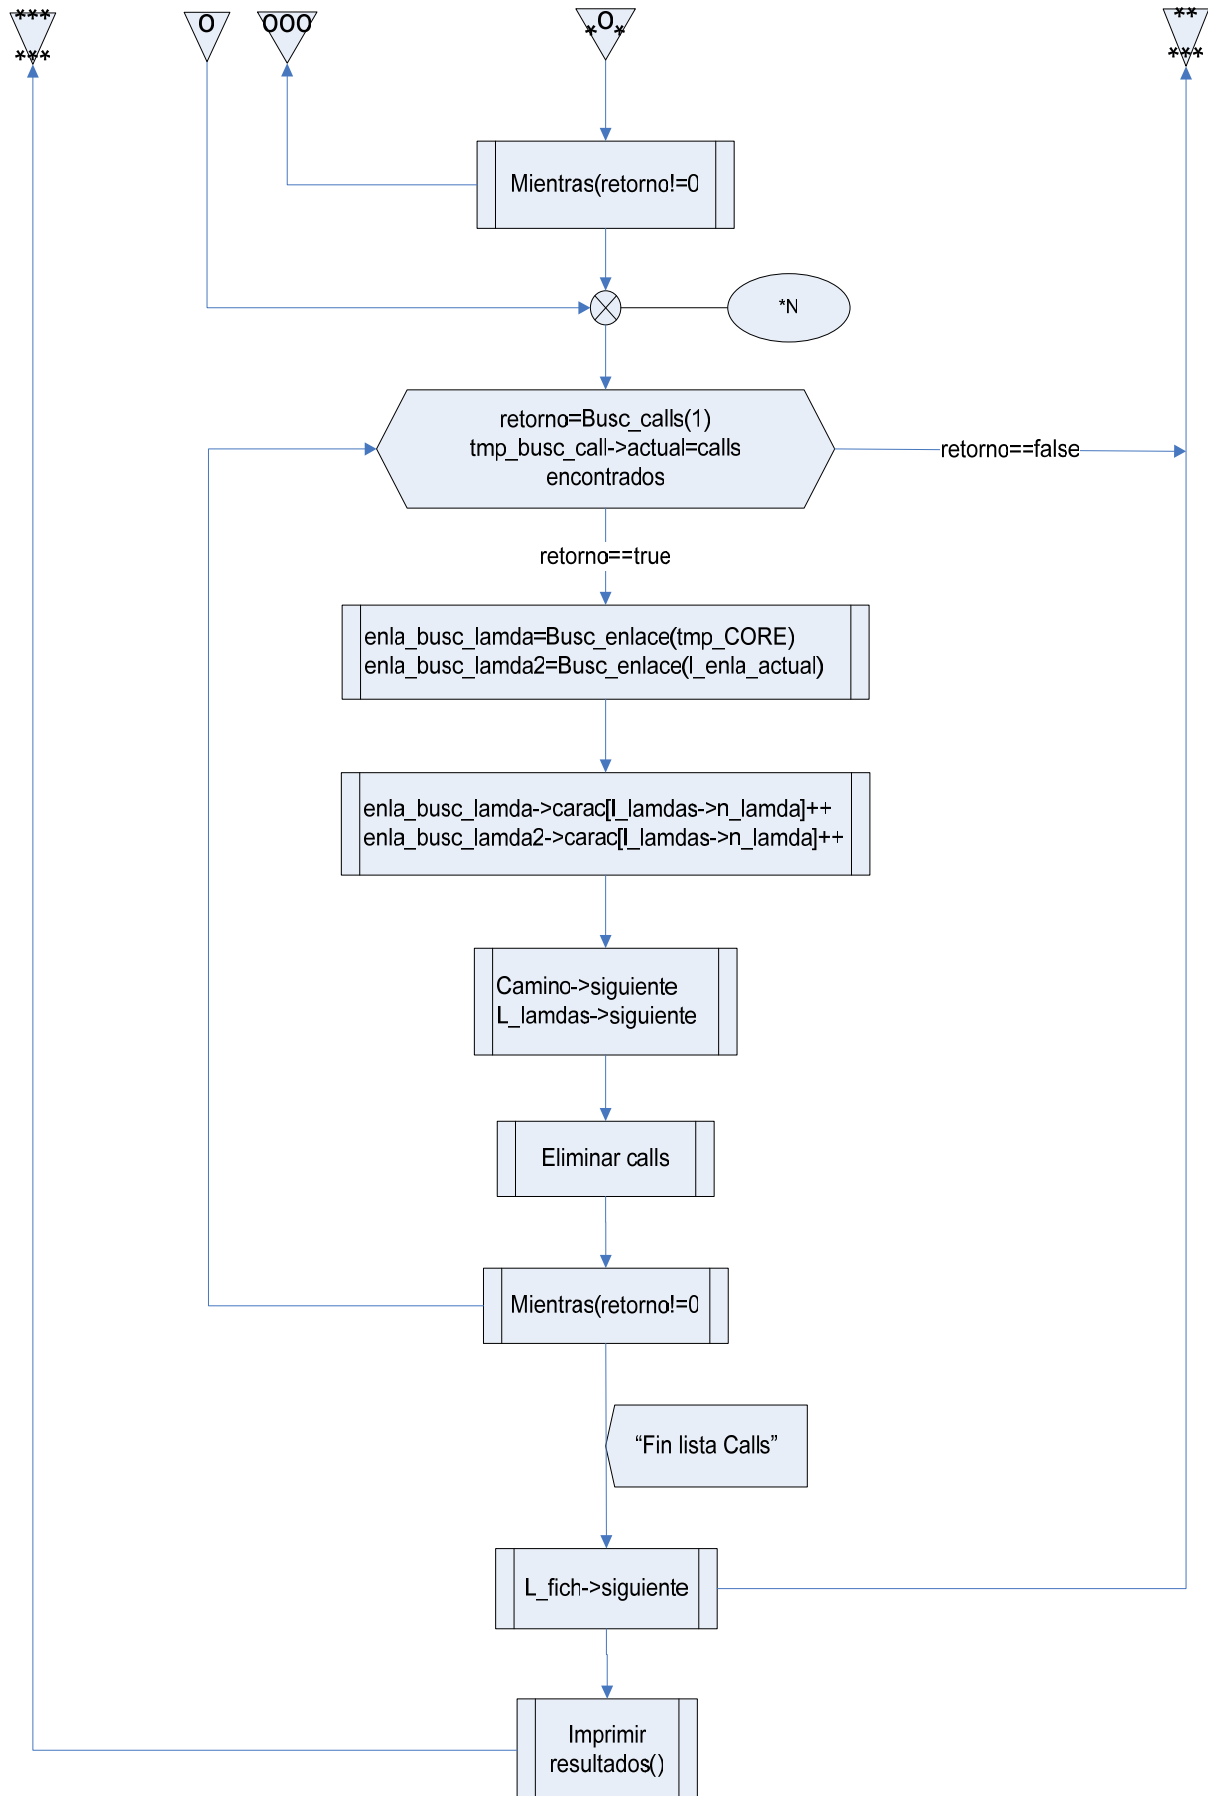 ***
***
O
OOO
O
* *
**
***
Mientras(retorno!=0
*N
retorno=Busc_calls(1)
tmp_busc_call->actual=calls
encontrados
retorno==false
retorno==true
enla_busc_lamda=Busc_enlace(tmp_CORE)
enla_busc_lamda2=Busc_enlace(l_enla_actual)
enla_busc_lamda->carac[l_lamdas->n_lamda]++
enla_busc_lamda2->carac[l_lamdas->n_lamda]++
Camino->siguiente
L_lamdas->siguiente
Eliminar calls
Mientras(retorno!=0
“Fin lista Calls”
L_fich->siguiente
Imprimir
resultados()